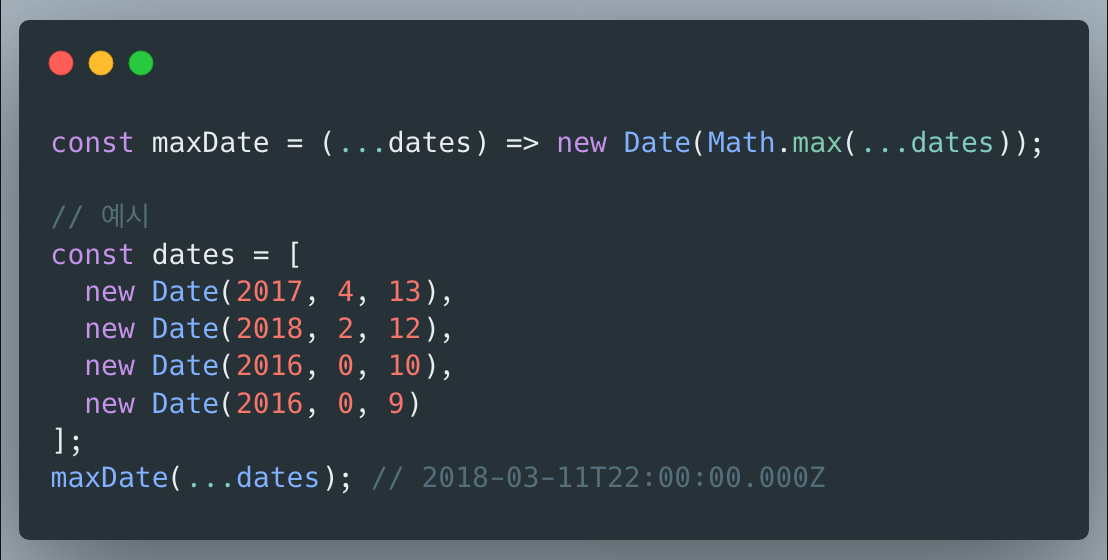 const maxDate = (...dates) => new Date(Math.max(...dates));
// 예시
const dates = [
  new Date(2017, 4, 13),
  new Date(2018, 2, 12),
  new Date(2016, 0, 10),
  new Date(2016, 0, 9)
];
maxDate(...dates); // 2018-03-11T22:00:00.000Z